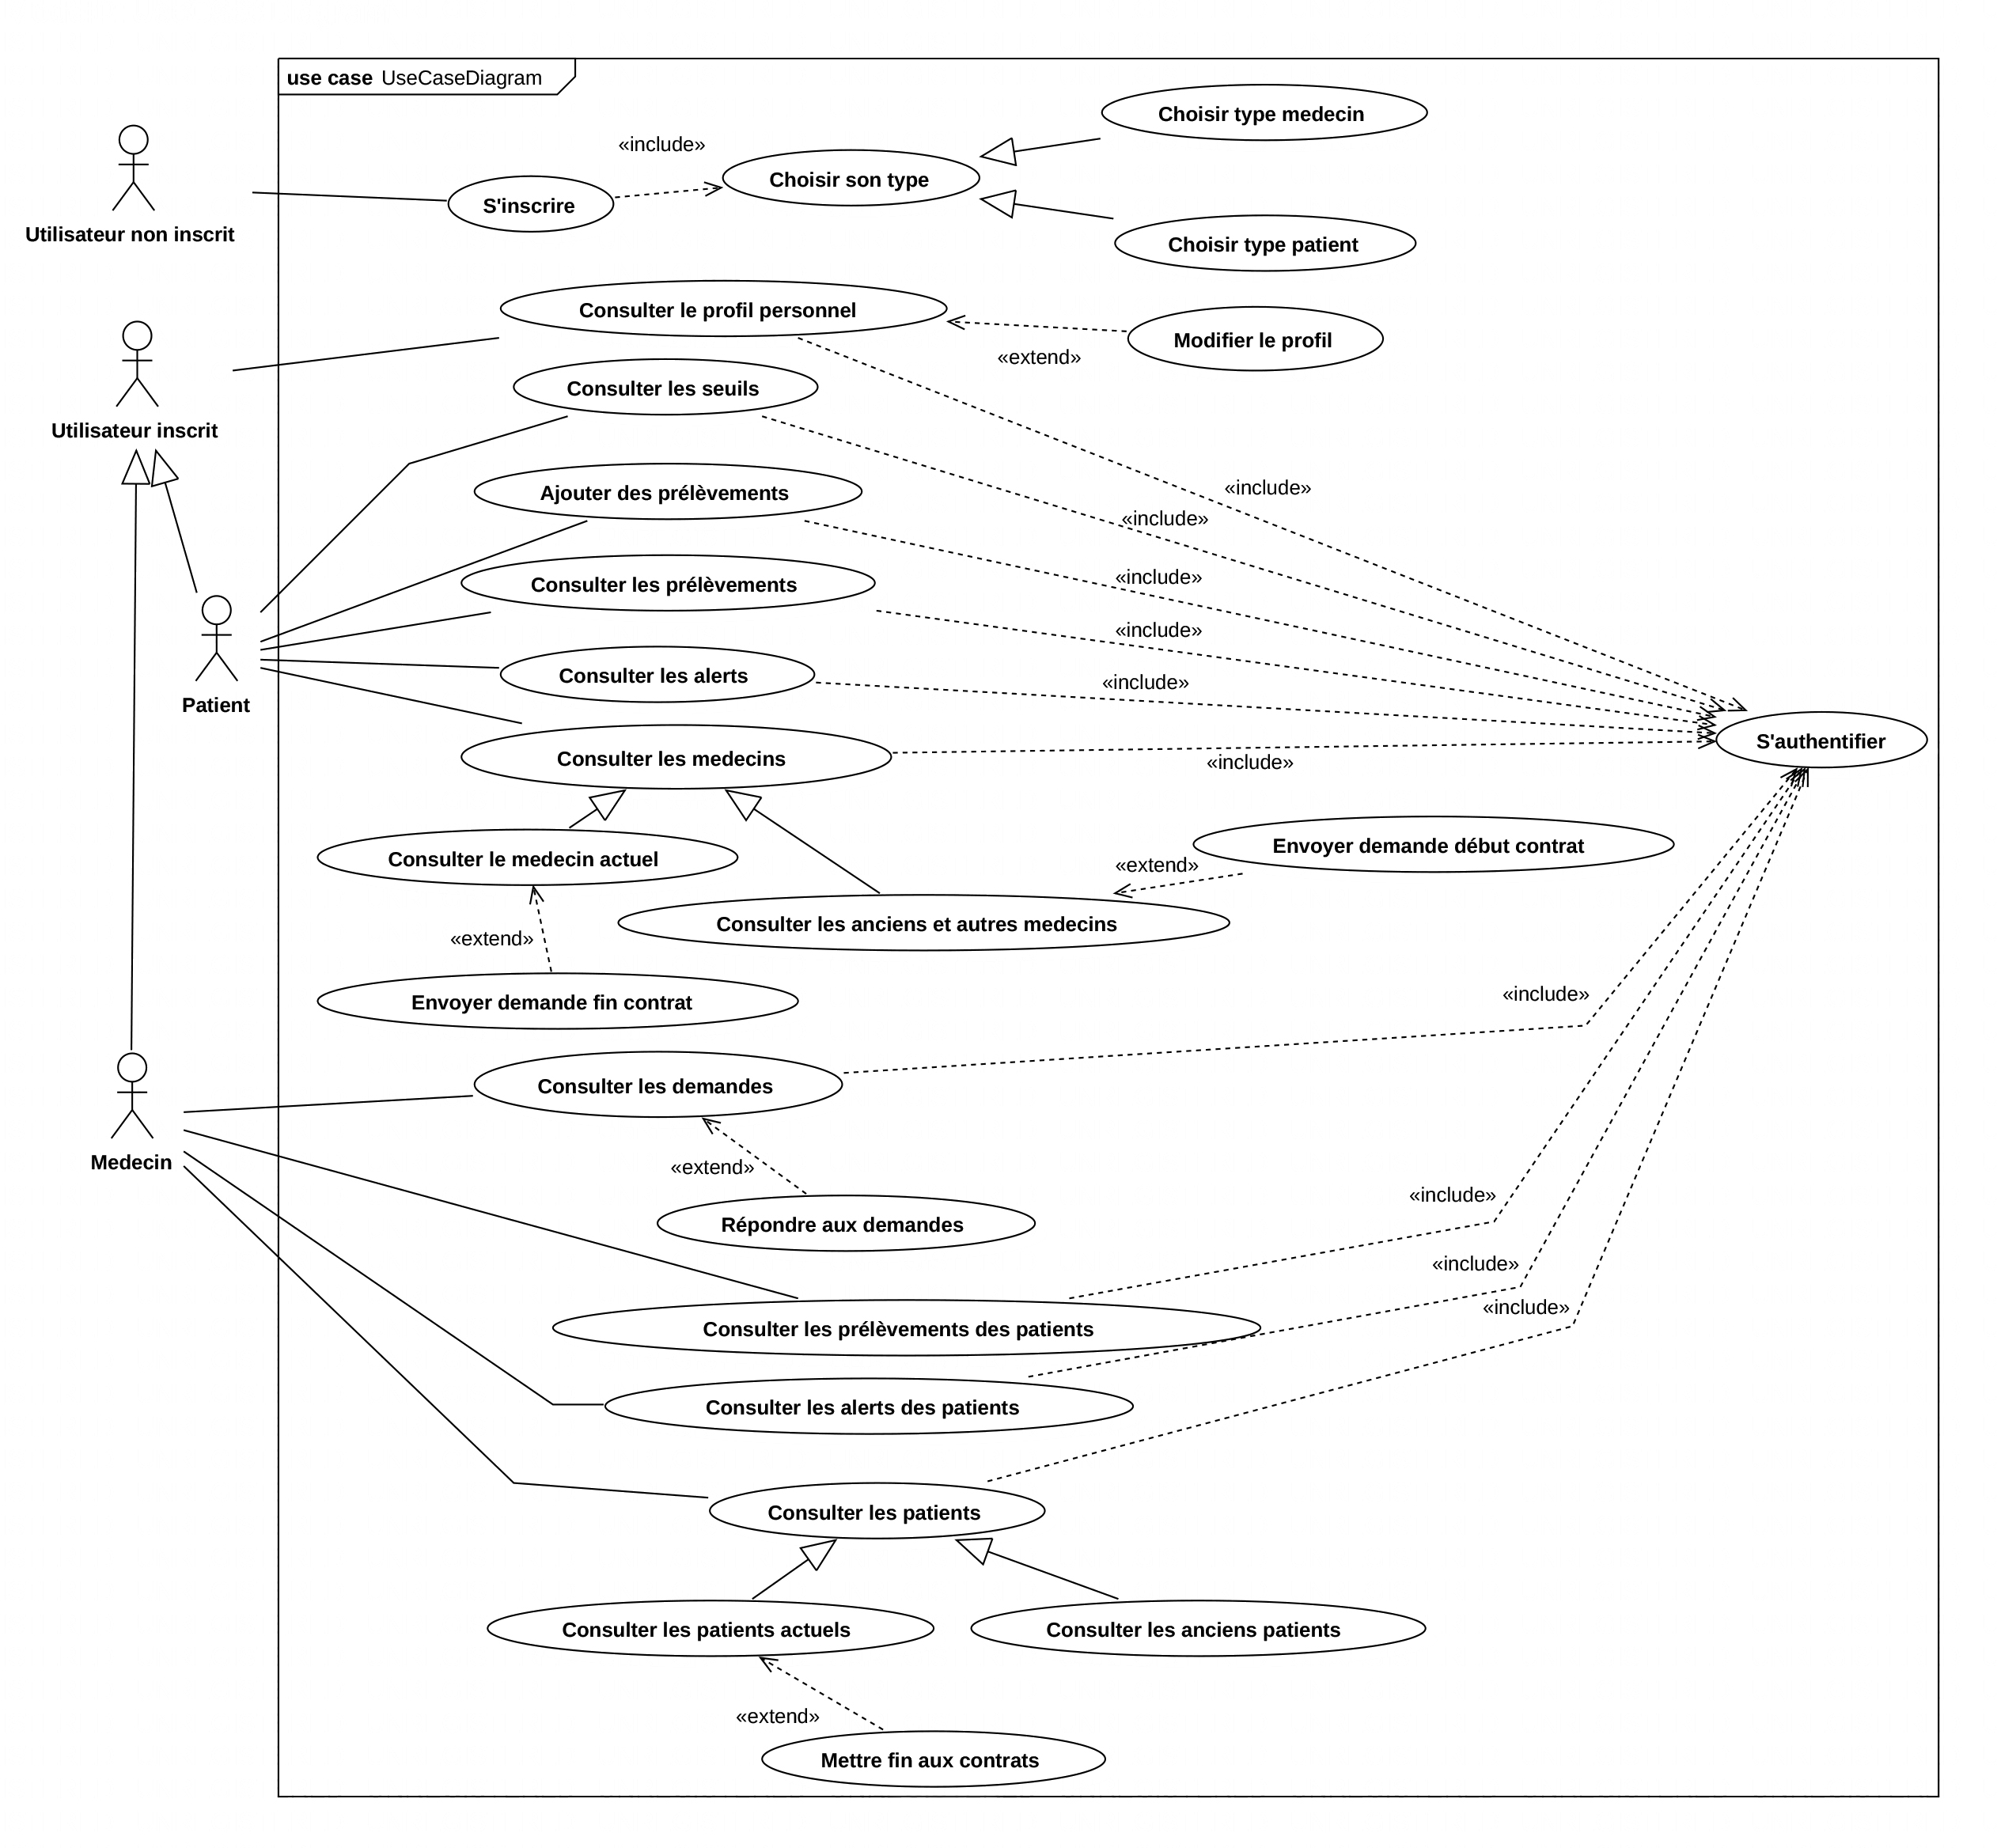 use case UseCaseDiagram
Choisir type medecin
«include»
Choisir son type
S'inscrire
Utilisateur non inscrit
Choisir type patient
Consulter le profil personnel
Modifier le profil
«extend»
Consulter les seuils
Utilisateur inscrit
«include»
Ajouter des prélèvements
«include»
«include»
Consulter les prélèvements
«include»
Consulter les alerts
«include»
Patient
S'authentifier
Consulter les medecins
«include»
Envoyer demande début contrat
Consulter le medecin actuel
«extend»
Consulter les anciens et autres medecins
«extend»
«include»
Envoyer demande fin contrat
Consulter les demandes
Medecin
«extend»
«include»
Répondre aux demandes
«include»
«include»
Consulter les prélèvements des patients
Consulter les alerts des patients
Consulter les patients
Consulter les patients actuels
Consulter les anciens patients
«extend»
Mettre fin aux contrats